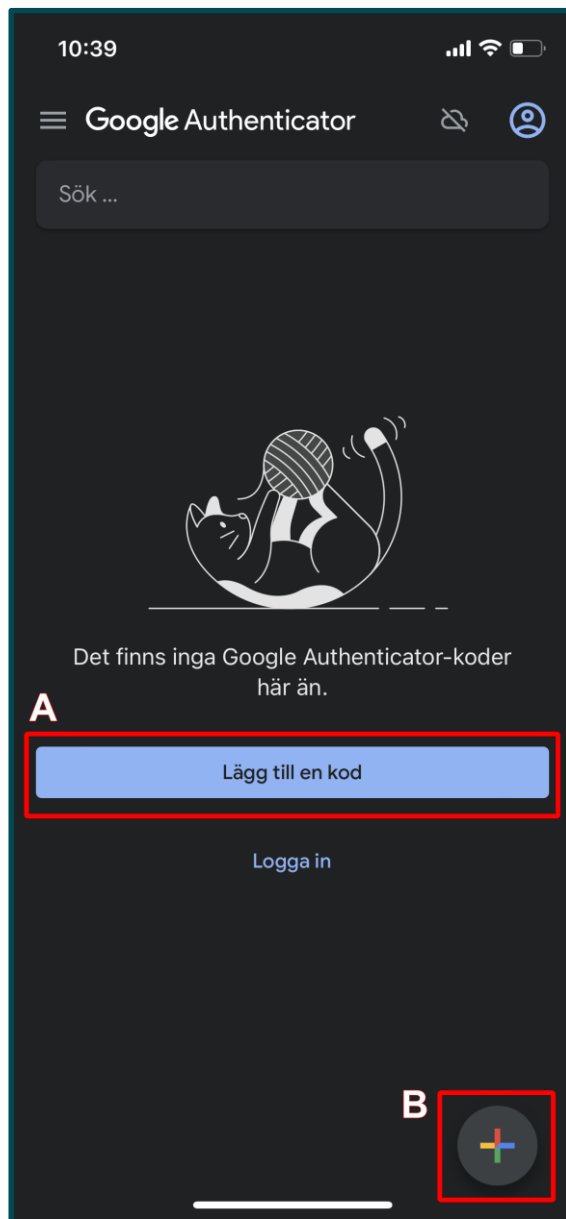 10:39
Google Authenticator
Sök ...
Det finns inga Google Authenticator-koder
här än.
A
Lägg till en kod
Logga in
B